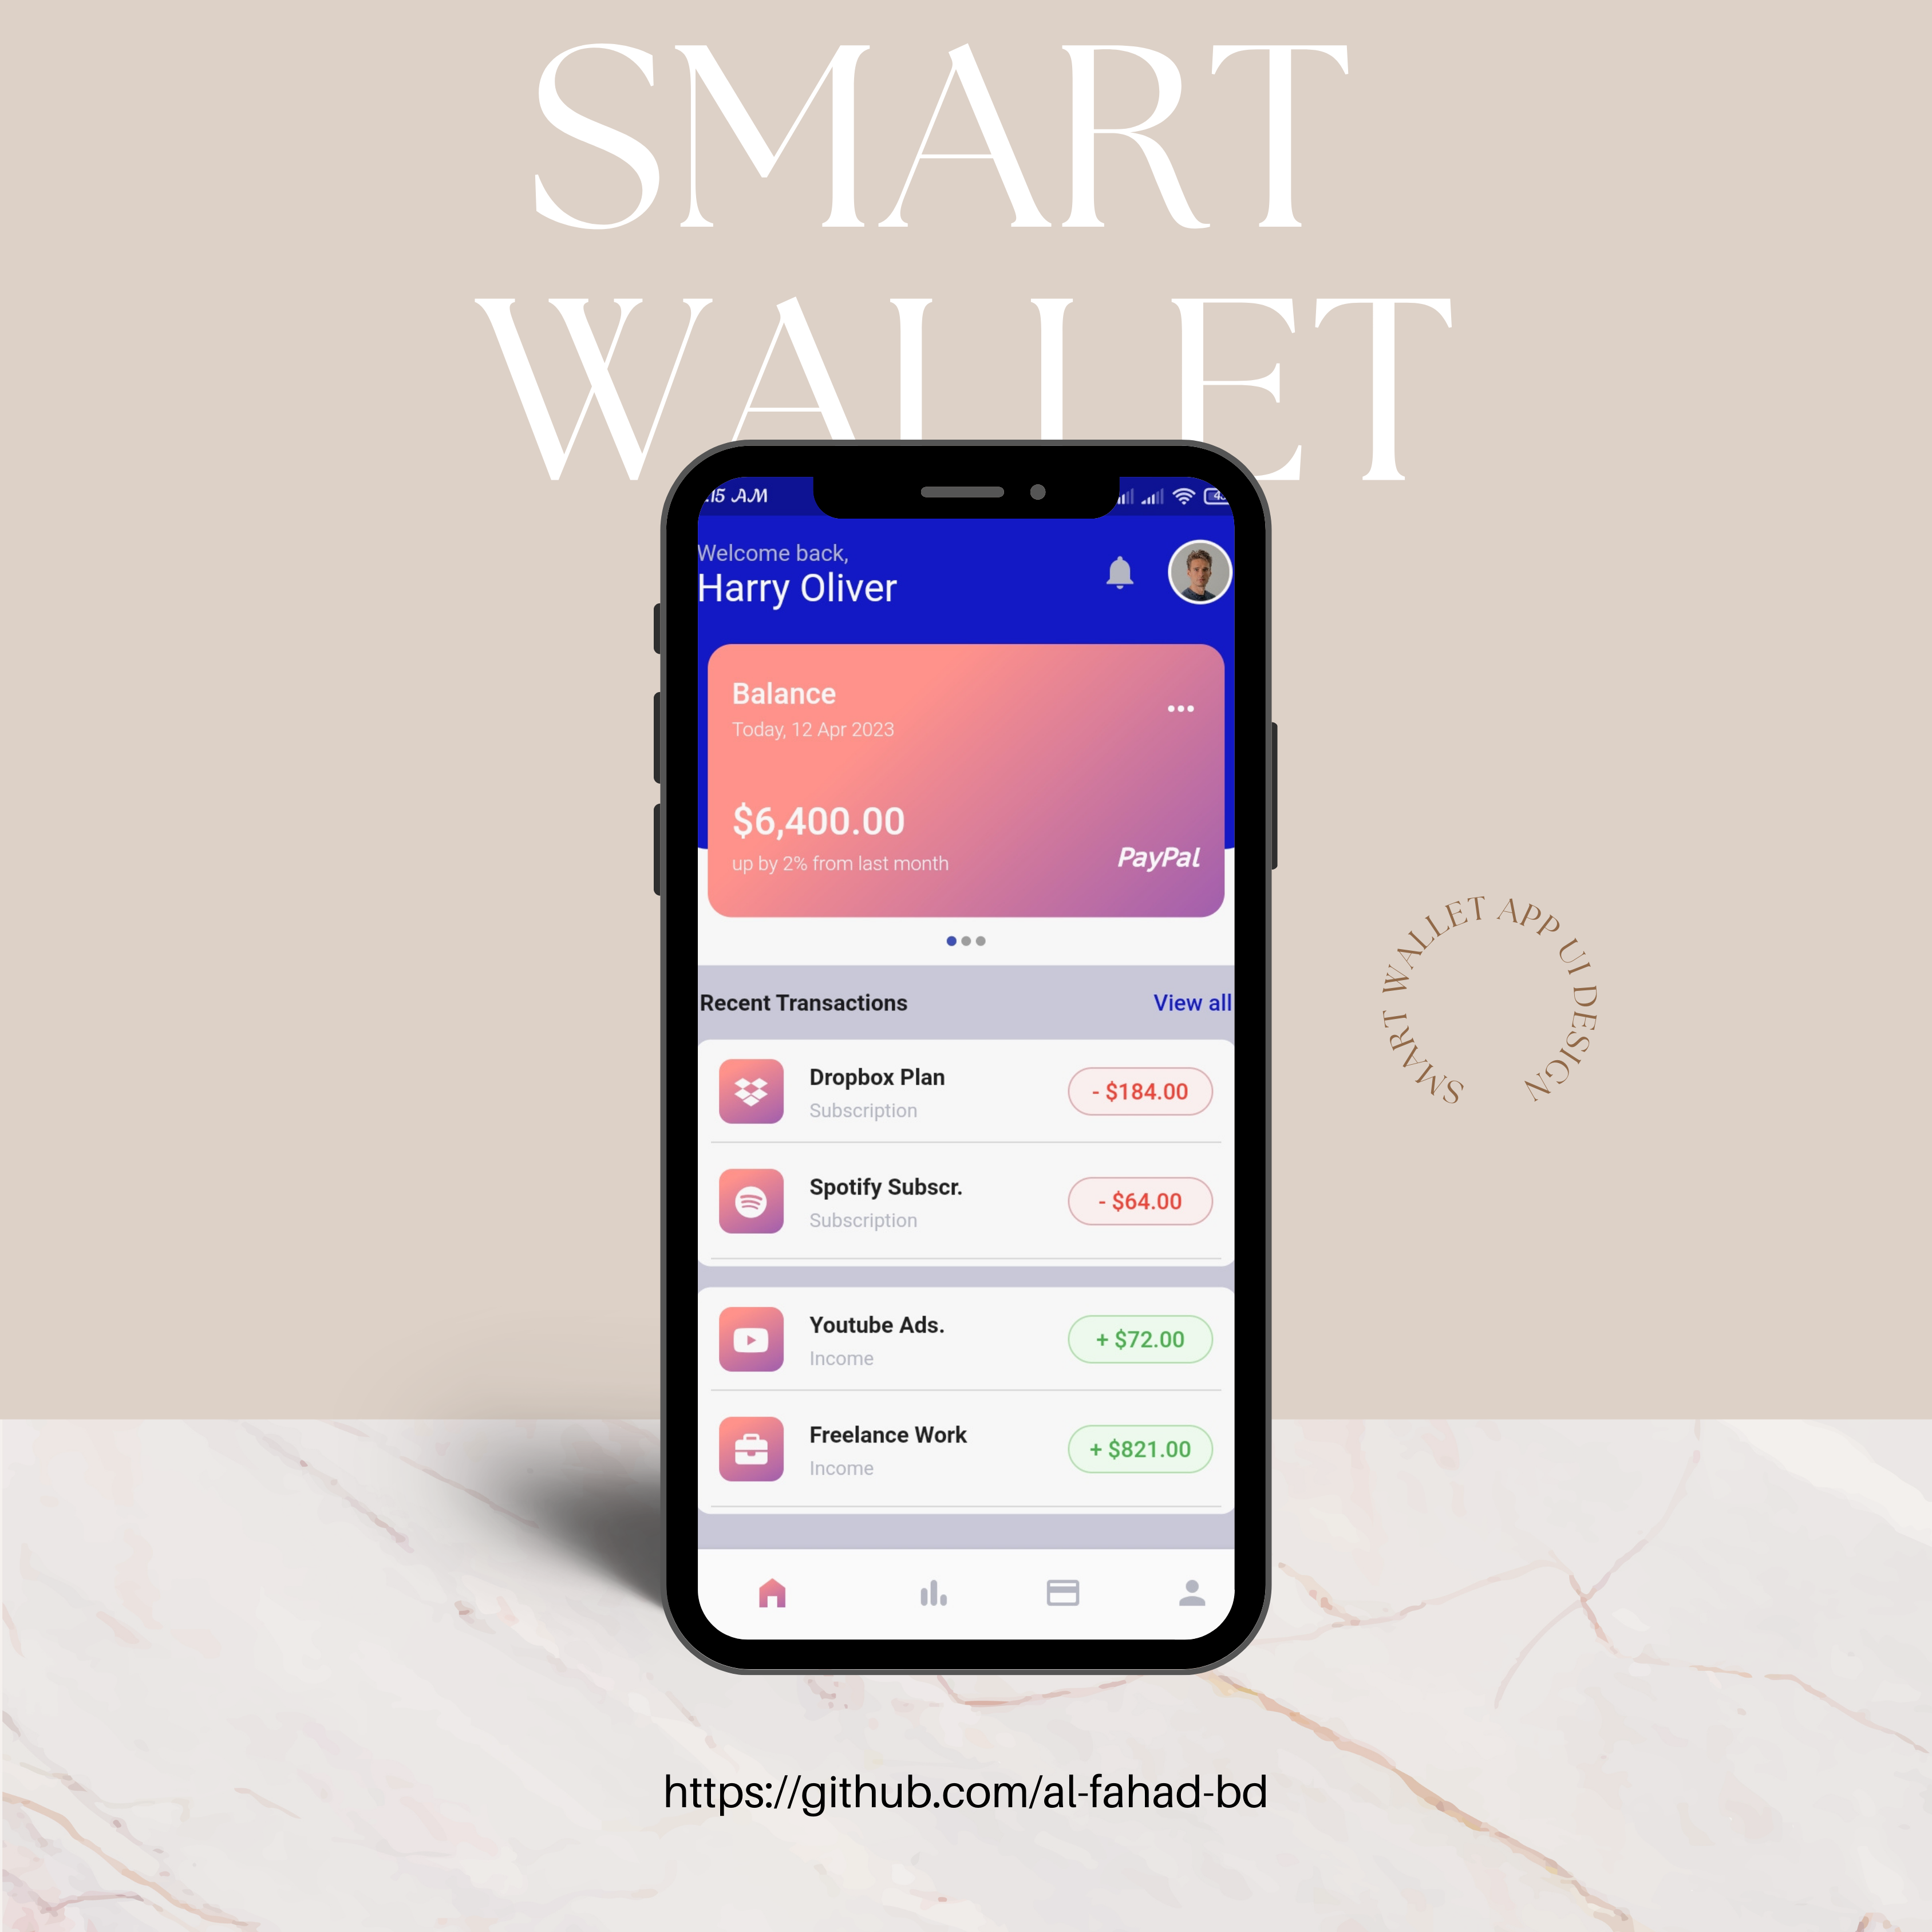 SMART
WALLET
:15 AM
Welcome back,
Harry Oliver
Balance
Today, 12 Apr 2023
$6,400.00
up by 2% from last month
PayPal
SMART WALLET APP UI DESIGN
Recent Transactions
View all
Dropbox Plan
- $184.00
Subscription
Spotify Subscr.
- $64.00
Subscription
Youtube Ads.
+ $72.00
Income
Freelance Work
+ $821.00
Income
https://github.com/al-fahad-bd